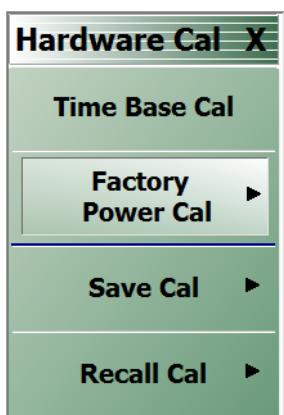 Hardware Cal X
Time Base Cal
Factory
Power Cal
Save Cal
Recall Cal